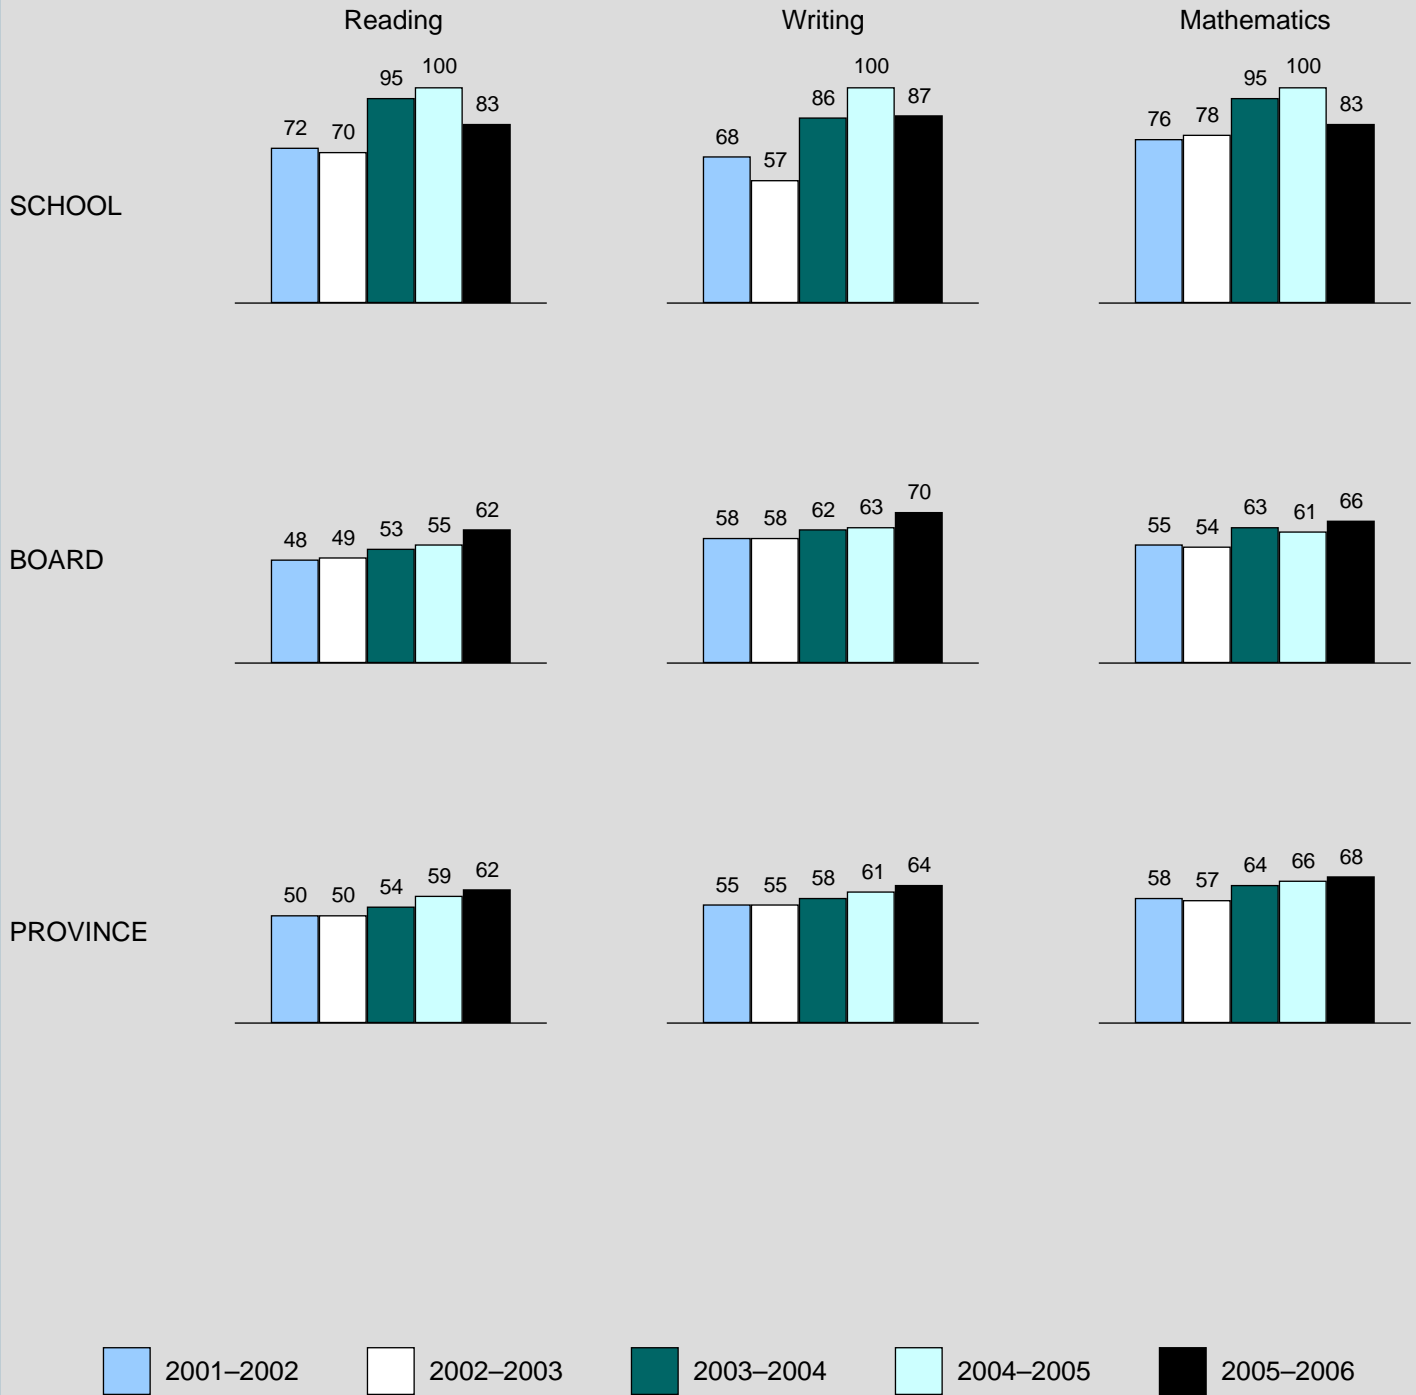 Reading Writing Mathematics
SCHOOL
72 70 95 100 83
68 57 86 100 87
76 78 95 100 83
BOARD
48 49 53 55 62
58 58 62 63 70
55 54 63 61 66
PROVINCE
50 50 54 59 62
55 55 58 61 64
58 57 64 66 68
2001–2002 2002–2003 2003–2004 2004–2005 2005–2006